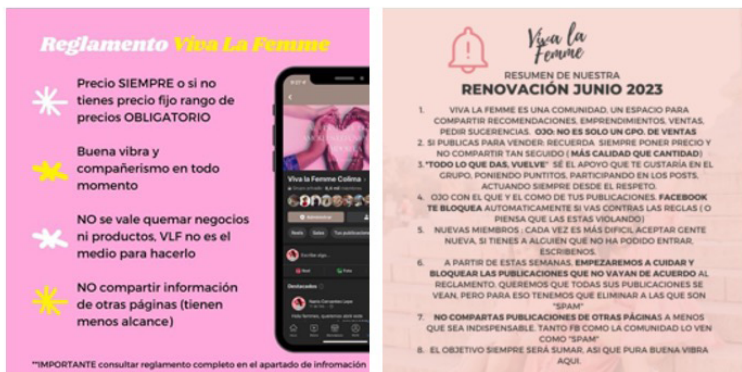 Reglamento Viva La Femme
Precio SIEMPRE o si no
tienes precio fijo rango de
precios OBLIGATORIO
Buena vibra y
compañerismo en todo
momento
NO se vale quemar negocios
ni productos, VLF no es el
medio para hacerlo
NO compartir información
de otras páginas (tienen
menos alcance)
Viva la Femme Colima
Escribe algo...
Destacados
**IMPORTANTE consultar reglamento completo en el apartado de infromación
Viva la
Femme
RESUMEN DE NUESTRA
RENOVACIÓN JUNIO 2023
1. VIVA LA FEMME ES UNA COMUNIDAD, UN ESPACIO PARA
COMPARTIR RECOMENDACIONES, EMPRENDIMIENTOS, VENTAS,
PEDIR SUGERENCIAS. OJO: NO ES SOLO UN GPO. DE VENTAS
2. SI PUBLICAS PARA VENDER: RECUERDA SIEMPRE PONER PRECIO Y
NO COMPARTIR TAN SEGUIDO ( MÁS CALIDAD QUE CANTIDAD)
3. "TODO LO QUE DAS, VUELVE" SÉ EL APOYO QUE TE GUSTARÍA EN EL
GRUPO, PONIENDO PUNTITOS, PARTICIPANDO EN LOS POSTS,
ACTUANDO SIEMPRE DESDE EL RESPETO.
4. OJO CON EL QUE Y EL COMO DE TUS PUBLICACIONES. FACEBOOK
TE BLOQUEA AUTOMATICAMENTE SI VAS CONTRAS LAS REGLAS ( O
PIENSA QUE LAS ESTAS VIOLANDO)
5. NUEVAS MIEMBROS : CADA VEZ ES MÁS DIFICIL ACEPTAR GENTE
NUEVA, SI TIENES A ALGUIEN QUE NO HA PODIDO ENTRAR,
ESCRIBENOS.
6. A PARTIR DE ESTAS SEMANAS. EMPEZAREMOS A CUIDAR Y
BLOQUEAR LAS PUBLICACIONES QUE NO VAYAN DE ACUERDO AL
REGLAMENTO. QUEREMOS QUE TODAS SUS PUBLICACIONES SE
VEAN, PERO PARA ESO TENEMOS QUE ELIMINAR A LAS QUE SON
"SPAM"
7. NO COMPARTAS PUBLICACIONES DE OTRAS PÁGINAS A MENOS
QUE SEA INDISPENSABLE. TANTO FB COMO LA COMUNIDAD LO VEN
COMO "SPAM"
8. EL OBJETIVO SIEMPRE SERÁ SUMAR, ASI QUE PURA BUENA VIBRA
AQUI.